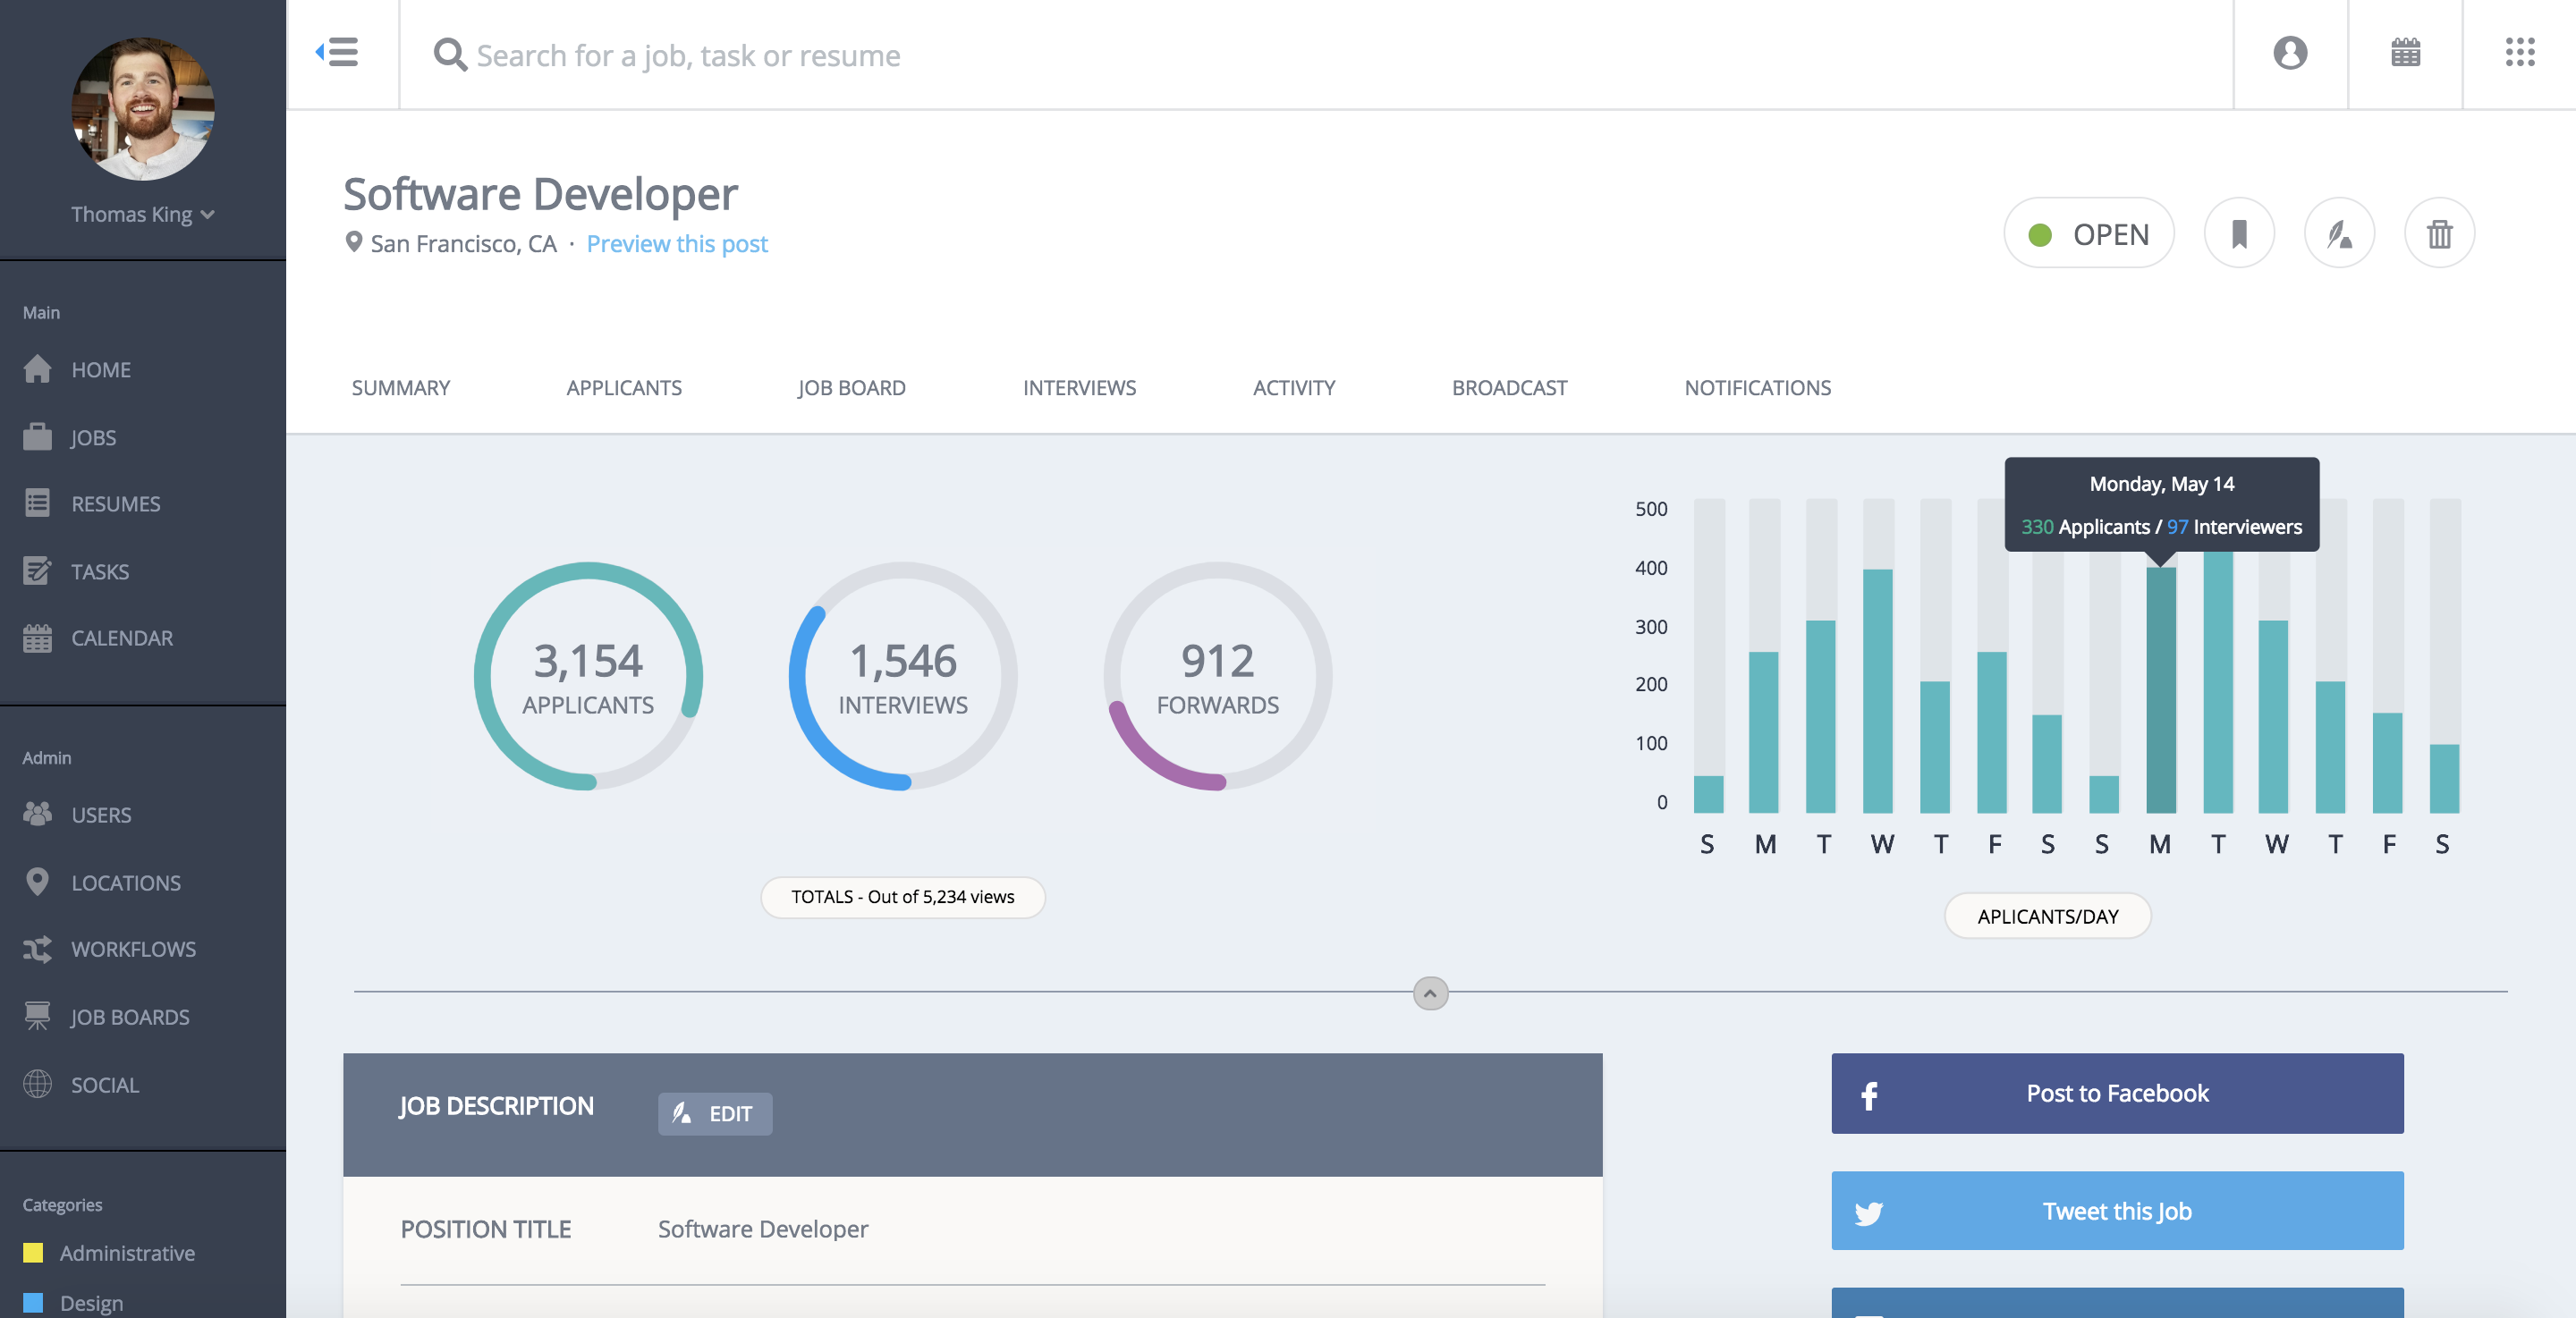 Thomas King
Main
HOME
JOBS
RESUMES
TASKS
CALENDAR
Admin
USERS
LOCATIONS
WORKFLOWS
JOB BOARDS
SOCIAL
Categories
Administrative
Design
Search for a job, task or resume
Software Developer
San Francisco, CA · Preview this post
OPEN
SUMMARY APPLICANTS JOB BOARD INTERVIEWS ACTIVITY BROADCAST NOTIFICATIONS
3,154
APPLICANTS
1,546
INTERVIEWS
912
FORWARDS
TOTALS - Out of 5,234 views
Monday, May 14
330 Applicants / 97 Interviewers
500
400
300
200
100
0
S M T W T F S S M T W T F S
APLICANTS/DAY
JOB DESCRIPTION EDIT
POSITION TITLE Software Developer
Post to Facebook
Tweet this Job